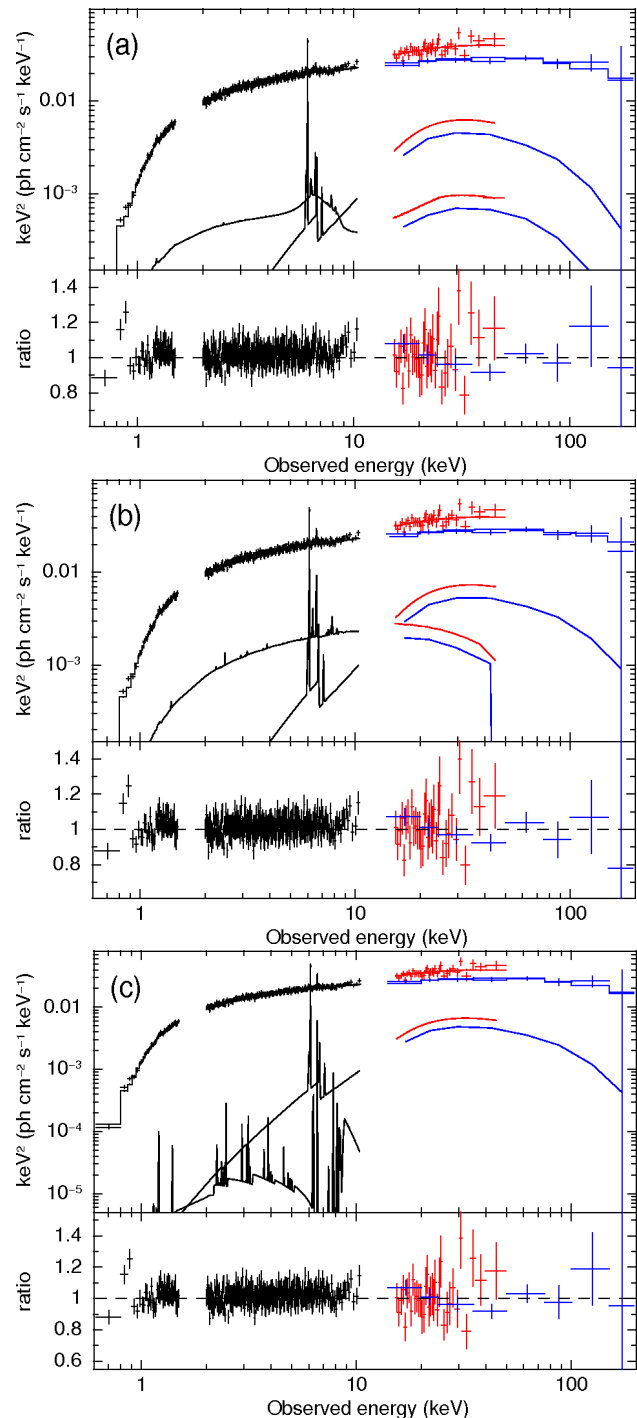 (a)
keV² (ph cm⁻² s⁻¹ keV⁻¹)
0.01
10⁻³
ratio
1.4
1.2
1
0.8
1 10 100
Observed energy (keV)
(b)
keV² (ph cm⁻² s⁻¹ keV⁻¹)
0.01
10⁻³
ratio
1.4
1.2
1
0.8
1 10 100
Observed energy (keV)
(c)
keV² (ph cm⁻² s⁻¹ keV⁻¹)
0.01
10⁻³
10⁻⁴
10⁻⁵
ratio
1.4
1.2
1
0.8
0.6
1 10 100
Observed energy (keV)